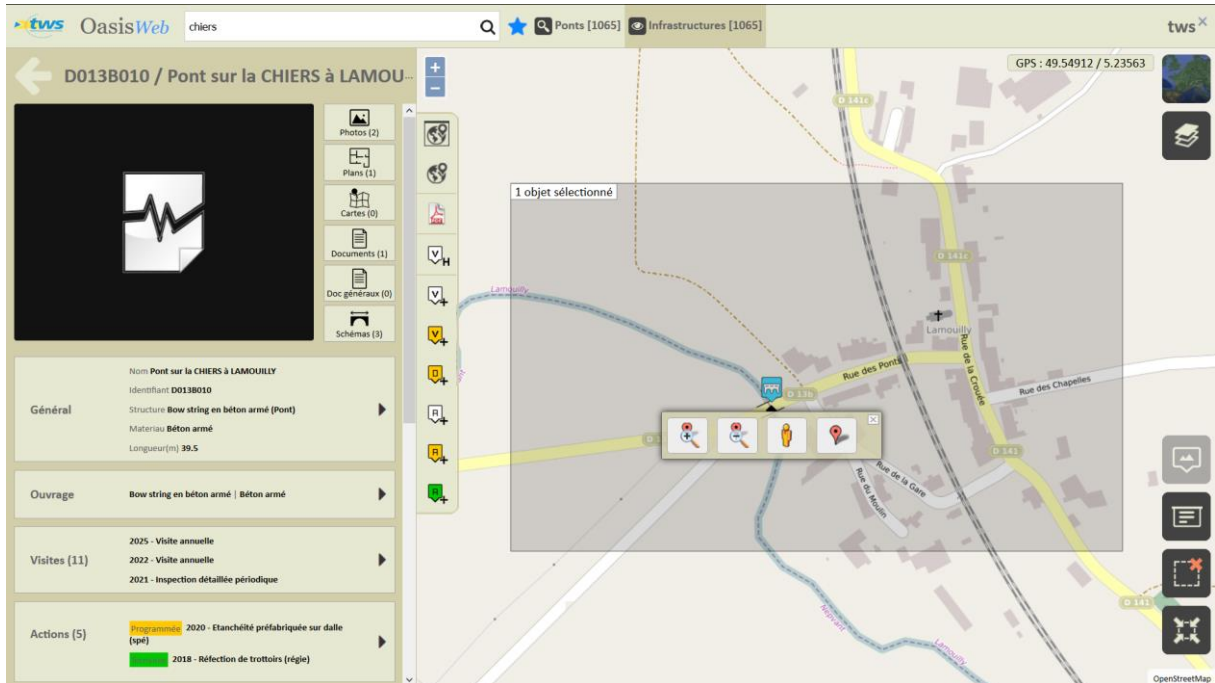 tws OasisWeb
chiers
Ponts [1065]
Infrastructures [1065]
tws×
D013B010 / Pont sur la CHIERS à LAMOU...
Photos (2)
Plans (1)
Cartes (0)
Documents (1)
Doc généraux (0)
Schémas (3)
Général
Nom Pont sur la CHIERS à LAMOUILLY
Identifiant D013B010
Structure Bow string en béton armé (Pont)
Materiau Béton armé
Longueur(m) 39.5
Ouvrage
Bow string en béton armé | Béton armé
Visites (11)
2025 - Visite annuelle
2022 - Visite annuelle
2021 - Inspection détaillée périodique
Actions (5)
Programmée 2020 - Etanchéité préfabriquée sur dalle
(spé)
2018 - Réfection de trottoirs (régie)
+
−
V H
V +
V +
D +
R +
R +
R +
GPS : 49.54912 / 5.23563
1 objet sélectionné
D 141c
D 141c
Lamouilly
Lamouilly
Rue des Ponts
Rue de la Crouée
Rue des Chapelles
D 13b
D 141
Rue de la Gare
Rue du Moulin
D 141
Népvant
Lamouilly
OpenStreetMap